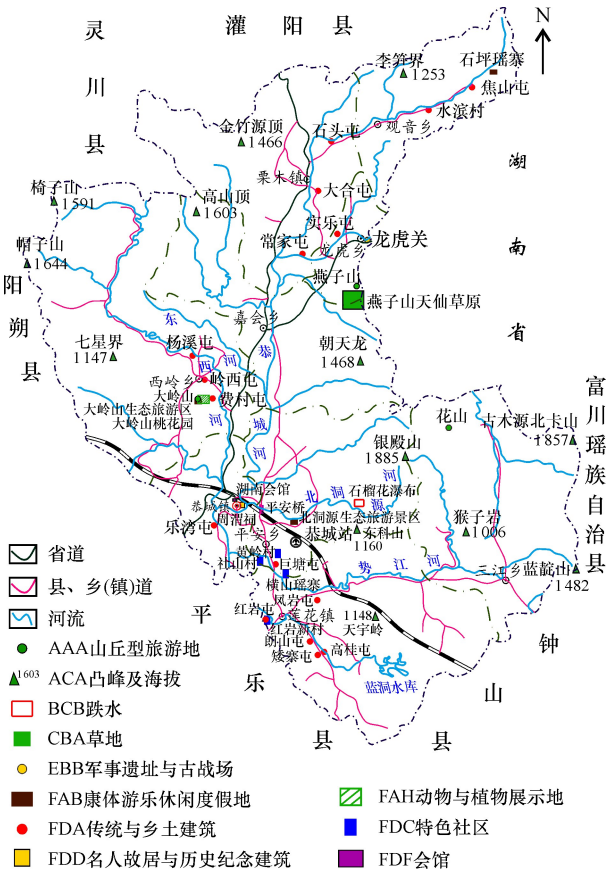 灵川县
灌阳县
N
李笋界
1253
石坪瑶寨
焦山屯
水滨村
观音乡
金竹源顶
1466
石头屯
栗木镇
大合屯
湖南省
椅子山
1591
高山顶
1603
实乐屯
常家屯
龙虎乡
龙虎关
帽子山
1644
燕子山
燕子山天仙草原
阳朔县
东
嘉会乡
七星界
1147
杨溪屯
西河
恭城河
朝天龙
1468
西岭乡
岭西屯
大岭山
费村屯
大岭山生态旅游区
大岭山桃花园
河
花山
古木源北卡山
1857
富川瑶族自治县
银殿山
1885
湖南会馆
北洞源河
石榴花瀑布
恭城镇
平安桥
周渭祠
北洞源生态旅游景区
乐湾屯
平安乡
恭城站
东科山
1160
猴子岩
1006
黄岭村
社山村
巨塘屯
势江河
三江乡
蓝靛山
1482
横山瑶寨
凤岩屯
红岩屯
莲花镇
红岩新村
1148
天宇岭
朗山屯
矮寨屯
高桂屯
蓝洞水库
平乐县
钟山县
省道
县、乡(镇)道
河流
AAA山丘型旅游地
1603
ACA凸峰及海拔
BCB跌水
CBA草地
EBB军事遗址与古战场
FAB康体游乐休闲度假地
FAH动物与植物展示地
FDA传统与乡土建筑
FDC特色社区
FDD名人故居与历史纪念建筑
FDF会馆